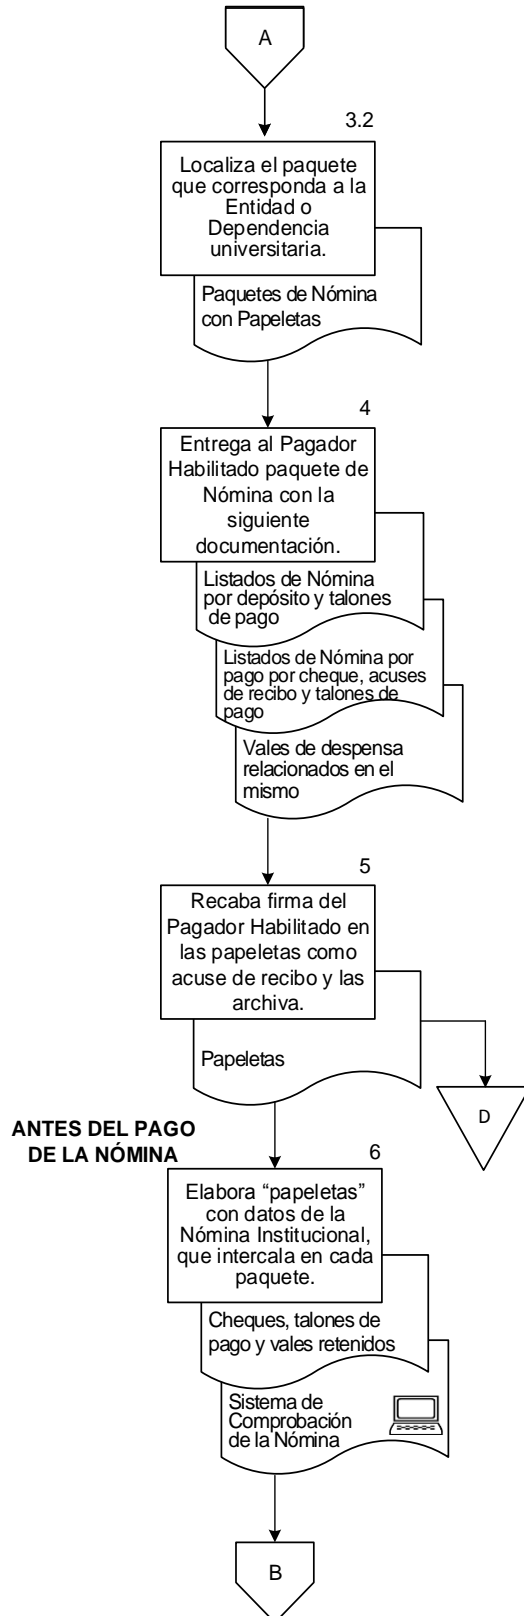 A
3.2
Localiza el paquete
que corresponda a la
Entidad o
Dependencia
universitaria.
Paquetes de Nómina
con Papeletas
4
Entrega al Pagador
Habilitado paquete de
Nómina con la
siguiente
documentación.
Listados de Nómina
por depósito y talones
de pago
Listados de Nómina por
pago por cheque, acuses
de recibo y talones de
pago
Vales de despensa
relacionados en el
mismo
5
Recaba firma del
Pagador Habilitado en
las papeletas como
acuse de recibo y las
archiva.
Papeletas
D
ANTES DEL PAGO
DE LA NÓMINA
6
Elabora “papeletas”
con datos de la
Nómina Institucional,
que intercala en cada
paquete.
Cheques, talones de
pago y vales retenidos
Sistema de
Comprobación
de la Nómina
B